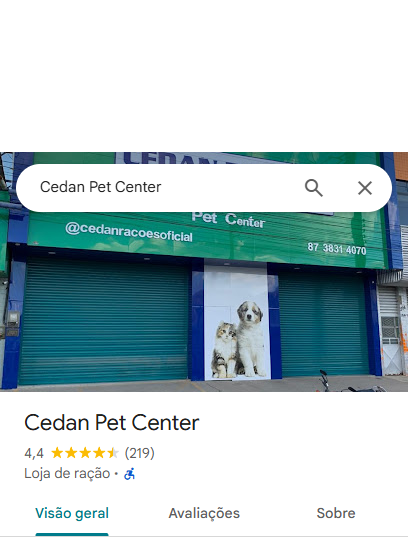 CEDAN
Cedan Pet Center
Pet Center
@cedanracoesoficial
87 3831-4070
Cedan Pet Center
4,4 (219)
Loja de ração ·
Visão geral
Avaliações
Sobre